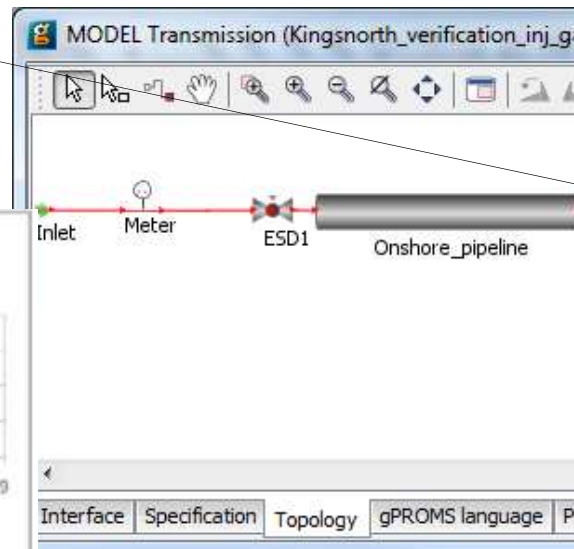 MODEL Transmission (Kingsnorth_verification_inj_ga
Inlet
Meter
ESD1
Onshore_pipeline
Interface Specification Topology gPROMS language P